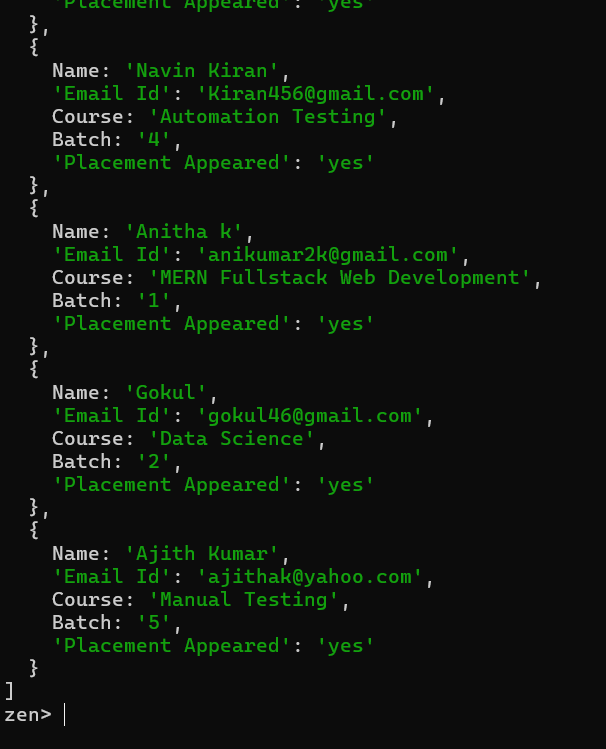 'Placement Appeared': 'yes'
},
{
Name: 'Navin Kiran',
'Email Id': 'Kiran456@gmail.com',
Course: 'Automation Testing',
Batch: '4',
'Placement Appeared': 'yes'
},
{
Name: 'Anitha k',
'Email Id': 'anikumar2k@gmail.com',
Course: 'MERN Fullstack Web Development',
Batch: '1',
'Placement Appeared': 'yes'
},
{
Name: 'Gokul',
'Email Id': 'gokul46@gmail.com',
Course: 'Data Science',
Batch: '2',
'Placement Appeared': 'yes'
},
{
Name: 'Ajith Kumar',
'Email Id': 'ajithak@yahoo.com',
Course: 'Manual Testing',
Batch: '5',
'Placement Appeared': 'yes'
}
]
zen>